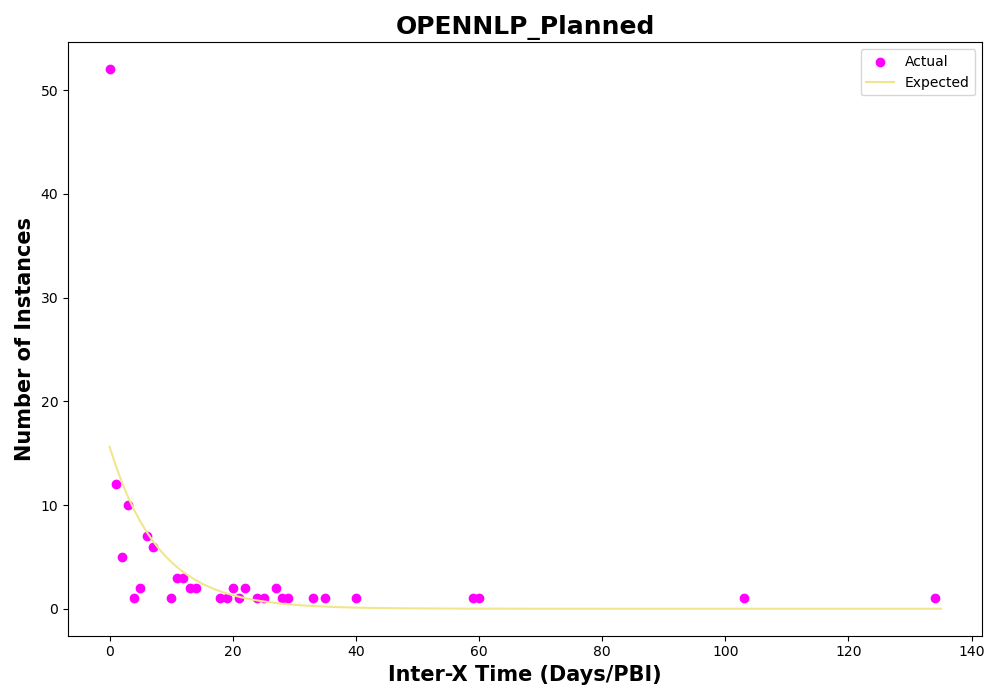 OPENNLP_Planned
Actual
Expected
Number of Instances
50
40
30
20
10
0
0 20 40 60 80 100 120 140
Inter-X Time (Days/PBI)